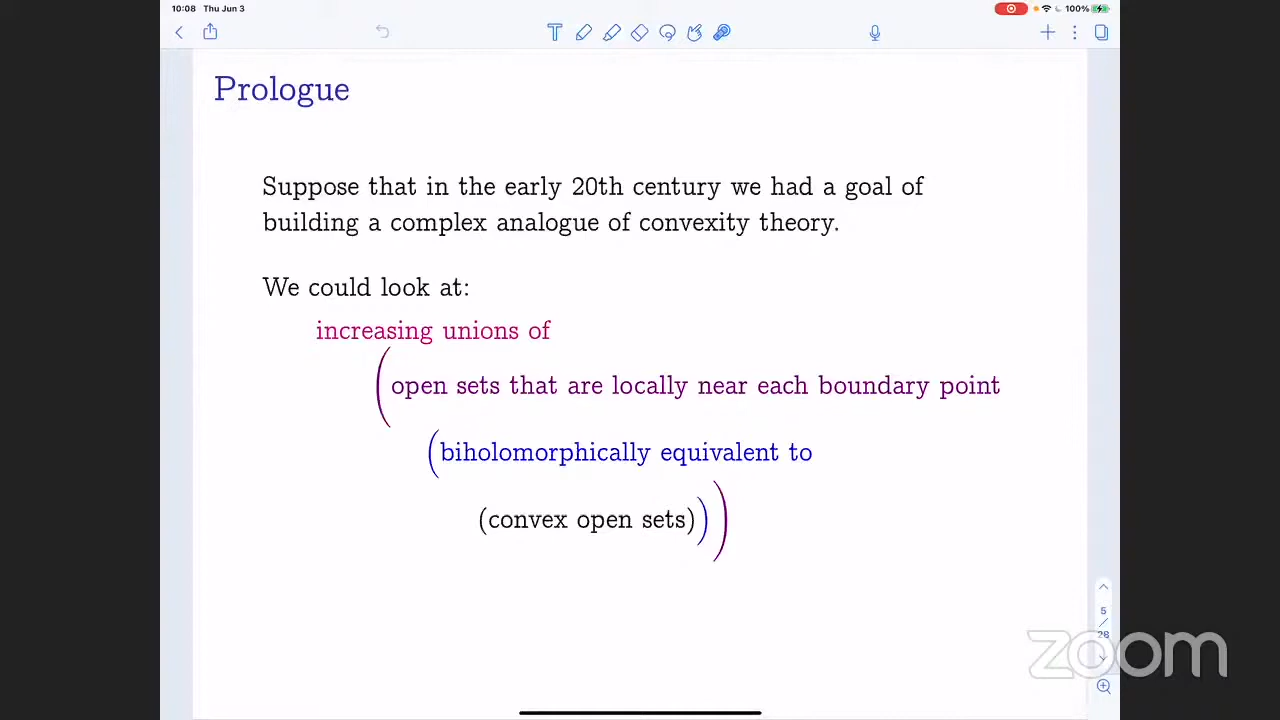 10:08 Thu Jun 3
100%
T
Prologue
Suppose that in the early 20th century we had a goal of
building a complex analogue of convexity theory.
We could look at:
increasing unions of
(open sets that are locally near each boundary point
(biholomorphically equivalent to
(convex open sets)))
5
/
28
zoom